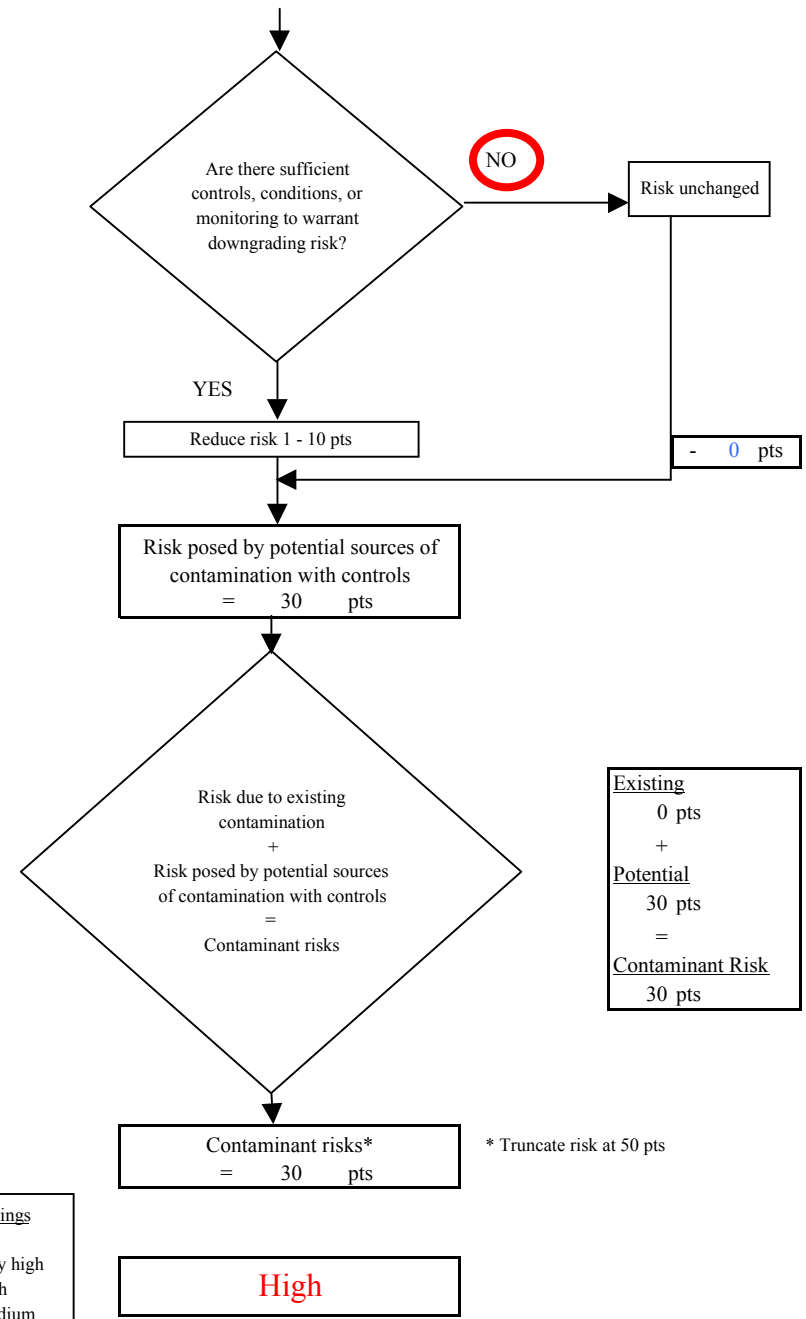 Are there sufficient
controls, conditions, or
monitoring to warrant
downgrading risk?
NO
Risk unchanged
YES
Reduce risk 1 - 10 pts
- 0 pts
Risk posed by potential sources of
contamination with controls
= 30 pts
Risk due to existing
contamination
+
Risk posed by potential sources
of contamination with controls
=
Contaminant risks
Existing
0 pts
+
Potential
30 pts
=
Contaminant Risk
30 pts
Contaminant risks*
= 30 pts
* Truncate risk at 50 pts
high
High